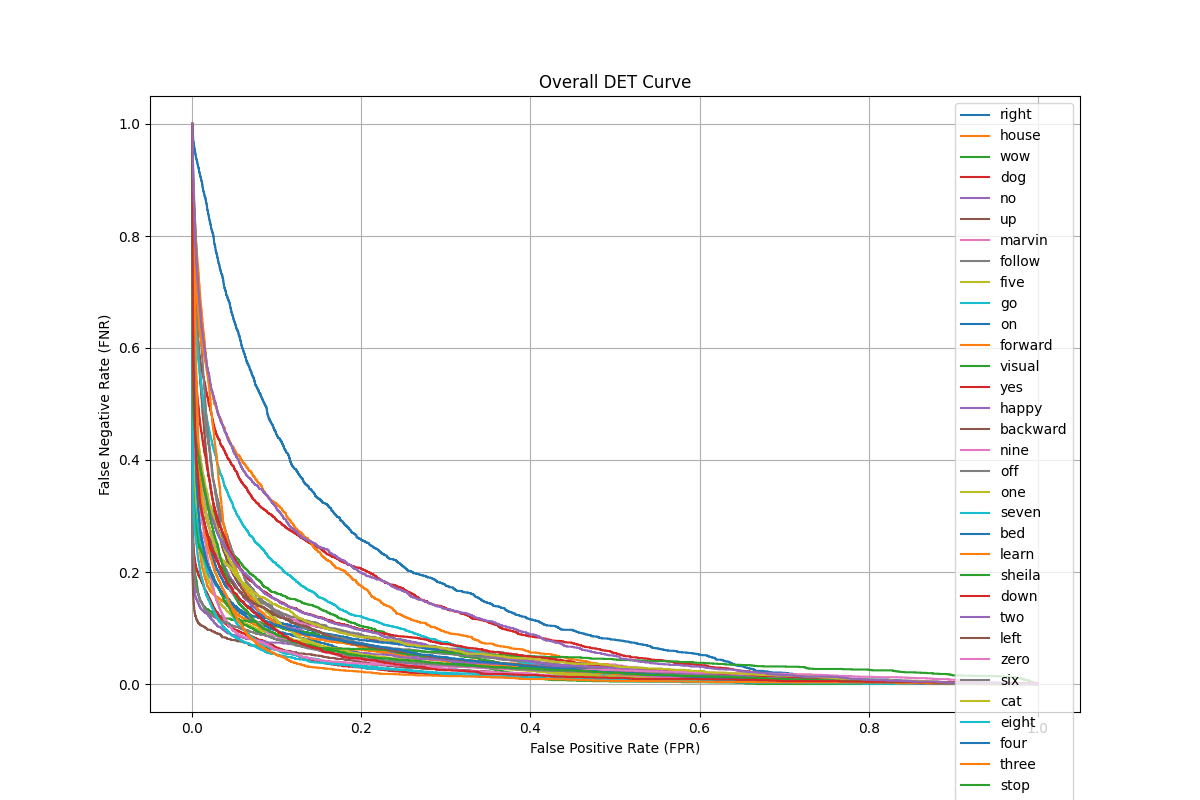 Overall DET Curve
False Negative Rate (FNR)
1.0
0.8
0.6
0.4
0.2
0.0
0.0 0.2 0.4 0.6 0.8 1.0
False Positive Rate (FPR)
right
house
wow
dog
no
up
marvin
follow
five
go
on
forward
visual
yes
happy
backward
nine
off
one
seven
bed
learn
sheila
down
two
left
zero
six
cat
eight
four
three
stop